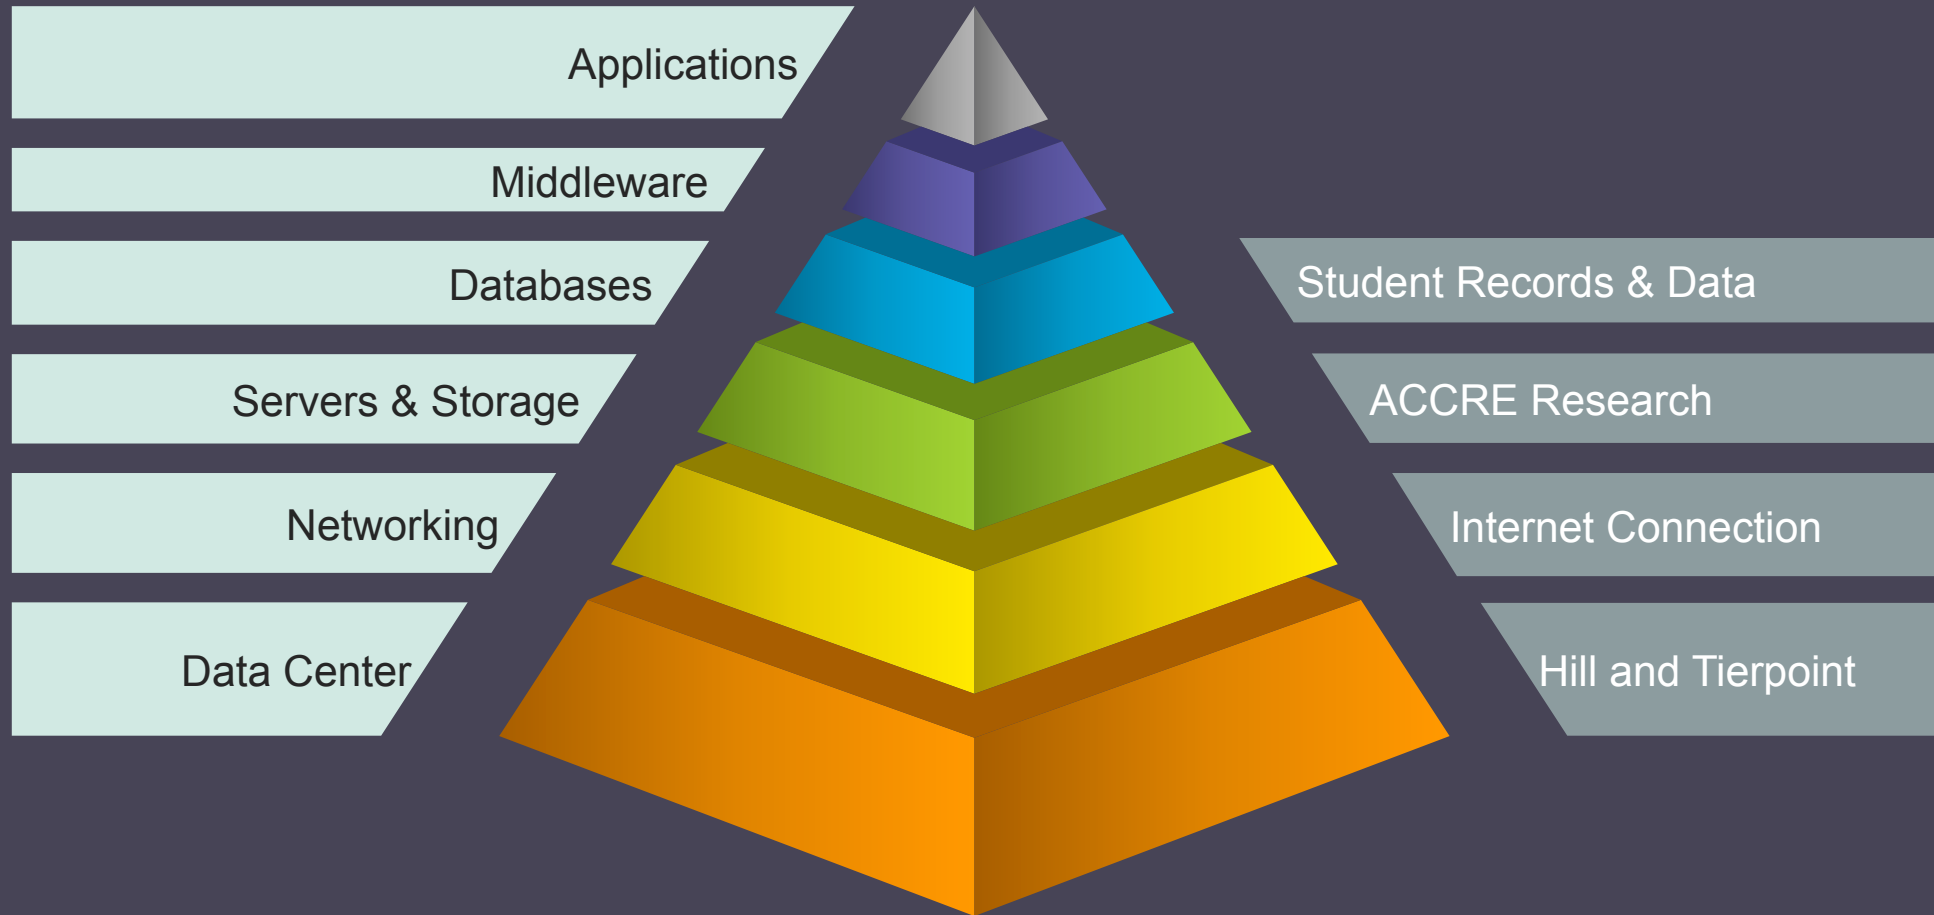 Applications
Middleware
Databases
Student Records & Data
Servers & Storage
ACCRE Research
Networking
Internet Connection
Data Center
Hill and Tierpoint